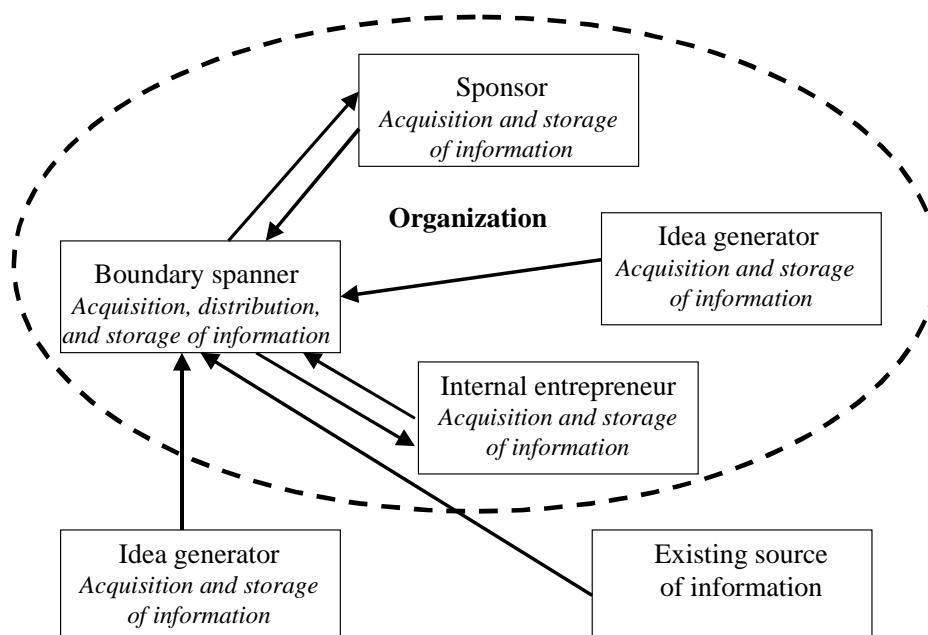 Sponsor
Acquisition and storage
of information
Organization
Idea generator
Acquisition and storage
of information
Boundary spanner
Acquisition, distribution,
and storage of information
Internal entrepreneur
Acquisition and storage
of information
Idea generator
Acquisition and storage
of information
Existing source
of information